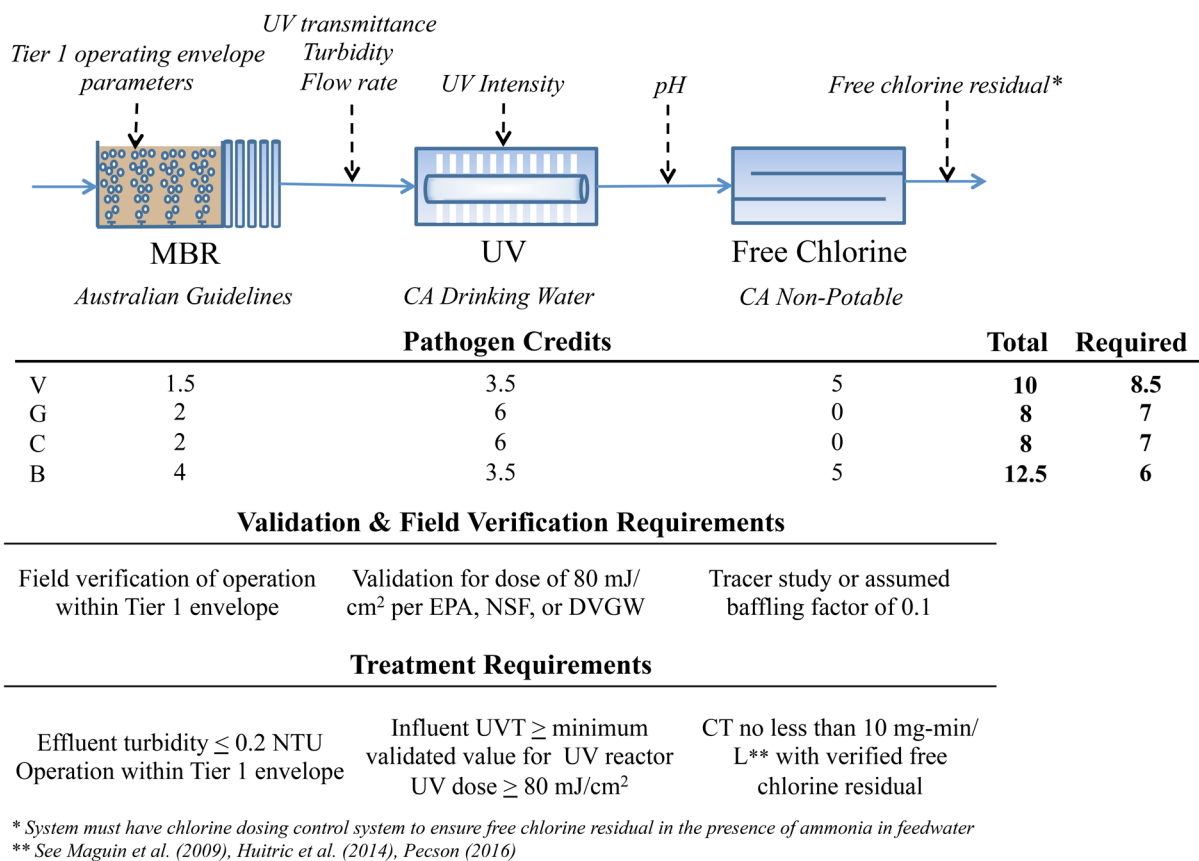 UV transmittance
Tier 1 operating envelope Turbidity
parameters Flow rate UV Intensity pH Free chlorine residual*
MBR UV Free Chlorine
Australian Guidelines CA Drinking Water CA Non-Potable
Pathogen Credits Total Required
V 1.5 3.5 5 10 8.5
G 2 6 0 8 7
C 2 6 0 8 7
B 4 3.5 5 12.5 6
Validation & Field Verification Requirements
Field verification of operation
within Tier 1 envelope
Validation for dose of 80 mJ/
cm² per EPA, NSF, or DVGW
Tracer study or assumed
baffling factor of 0.1
Treatment Requirements
Effluent turbidity ≤ 0.2 NTU
Operation within Tier 1 envelope
Influent UVT ≥ minimum
validated value for UV reactor
UV dose ≥ 80 mJ/cm²
CT no less than 10 mg-min/
L** with verified free
chlorine residual
* System must have chlorine dosing control system to ensure free chlorine residual in the presence of ammonia in feedwater
** See Maguin et al. (2009), Huitric et al. (2014), Pecson (2016)